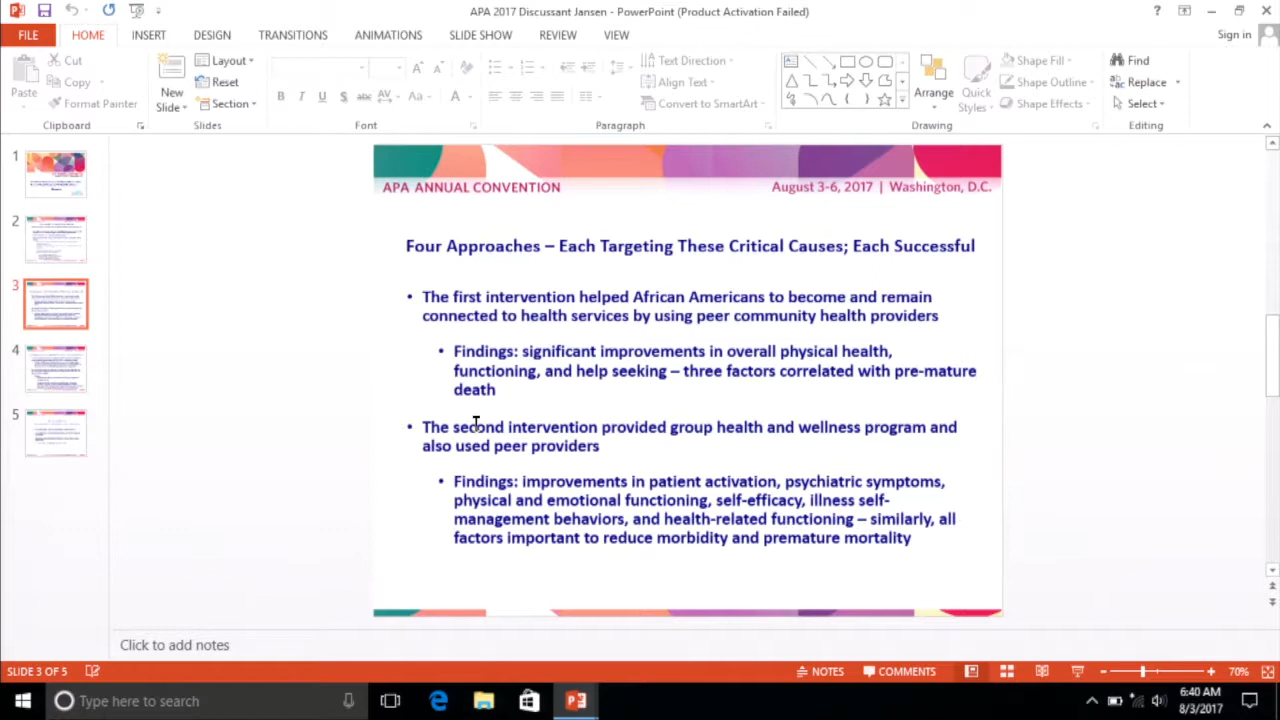 APA 2017 Discussant Jansen - PowerPoint (Product Activation Failed)
?
FILE HOME INSERT DESIGN TRANSITIONS ANIMATIONS SLIDE SHOW REVIEW VIEW Sign in
Paste
Cut
Copy
Format Painter
Clipboard
New
Slide
Layout
Reset
Section
Slides
B I U S abc AV Aa A
Font
Text Direction
Align Text
Convert to SmartArt
Paragraph
Arrange
Quick
Styles
Shape Fill
Shape Outline
Shape Effects
Drawing
Find
Replace
Select
Editing
1
2
3
4
5
APA ANNUAL CONVENTION August 3-6, 2017 | Washington, D.C.
Four Approaches – Each Targeting These Critical Causes; Each Successful
• The first intervention helped African Americans to become and remain
connected to health services by using peer community health providers
• Findings: significant improvements in overall physical health,
functioning, and help seeking – three factors correlated with pre-mature
death
• The second intervention provided group health and wellness program and
also used peer providers
• Findings: improvements in patient activation, psychiatric symptoms,
physical and emotional functioning, self-efficacy, illness self-
management behaviors, and health-related functioning – similarly, all
factors important to reduce morbidity and premature mortality
Click to add notes
SLIDE 3 OF 5 NOTES COMMENTS 70%
Type here to search
6:40 AM
8/3/2017